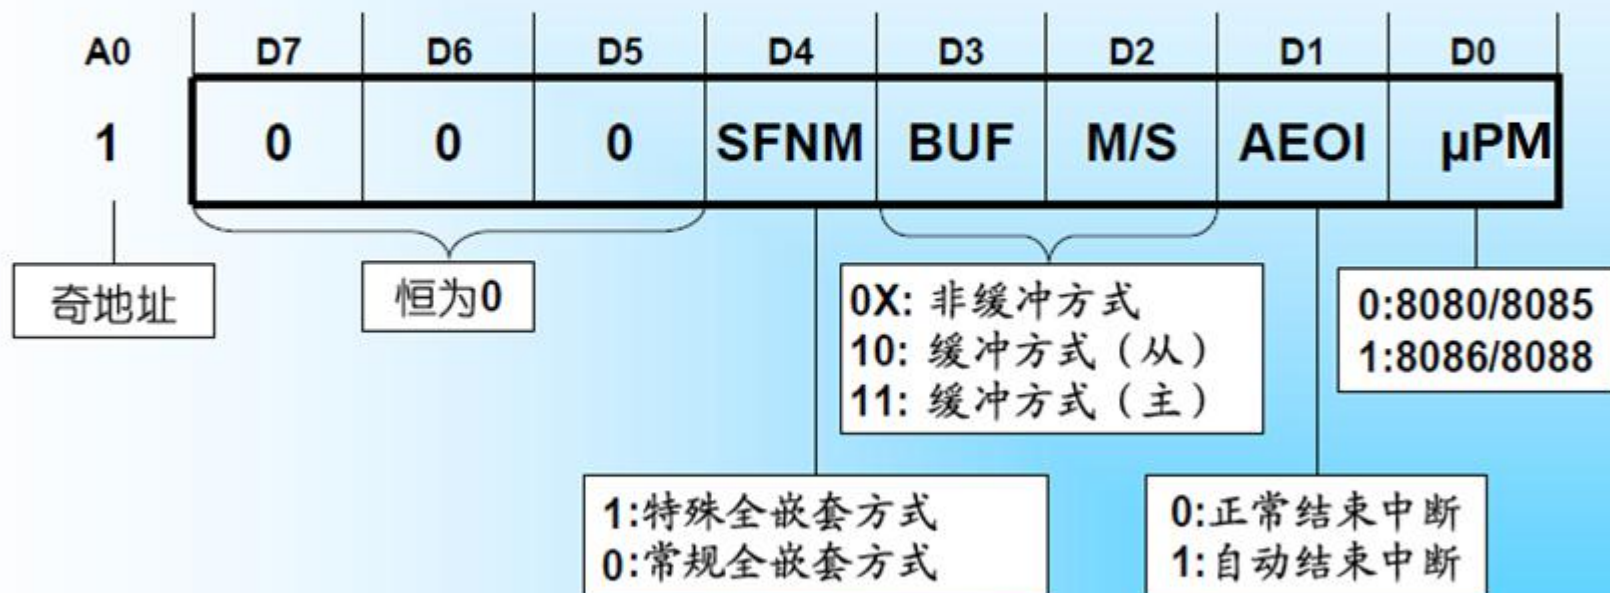 A0 D7 D6 D5 D4 D3 D2 D1 D0
1 0 0 0 SFNM BUF M/S AEOI μPM
奇地址
恒为0
0X: 非缓冲方式
10: 缓冲方式（从）
11: 缓冲方式（主）
0:8080/8085
1:8086/8088
1:特殊全嵌套方式
0:常规全嵌套方式
0:正常结束中断
1:自动结束中断